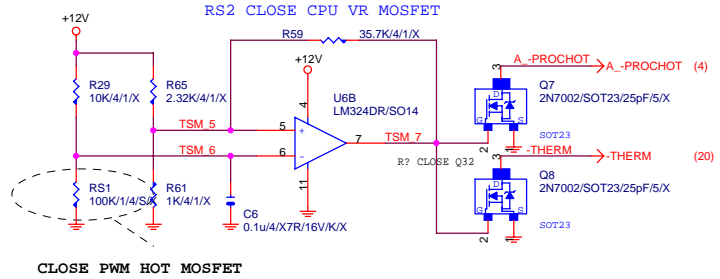 RS2 CLOSE CPU VR MOSFET
+12V
R59
35.7K/4/1/X
+12V
A_-PROCHOT
A_-PROCHOT (4)
R29
10K/4/1/X
R65
2.32K/4/1/X
U6B
LM324DR/SO14
3
D
G
S
Q7
2N7002/SOT23/25pF/5/X
SOT23
2
1
4
TSM_5
5
+
7
TSM_7
TSM_6
6
-
11
R? CLOSE Q32
3
-THERM
-THERM (20)
RS1
100K/1/4/S/X
R61
1K/4/1/X
C6
0.1u/4/X7R/16V/K/X
D
G
S
Q8
2N7002/SOT23/25pF/5/X
SOT23
2
1
CLOSE PWM HOT MOSFET